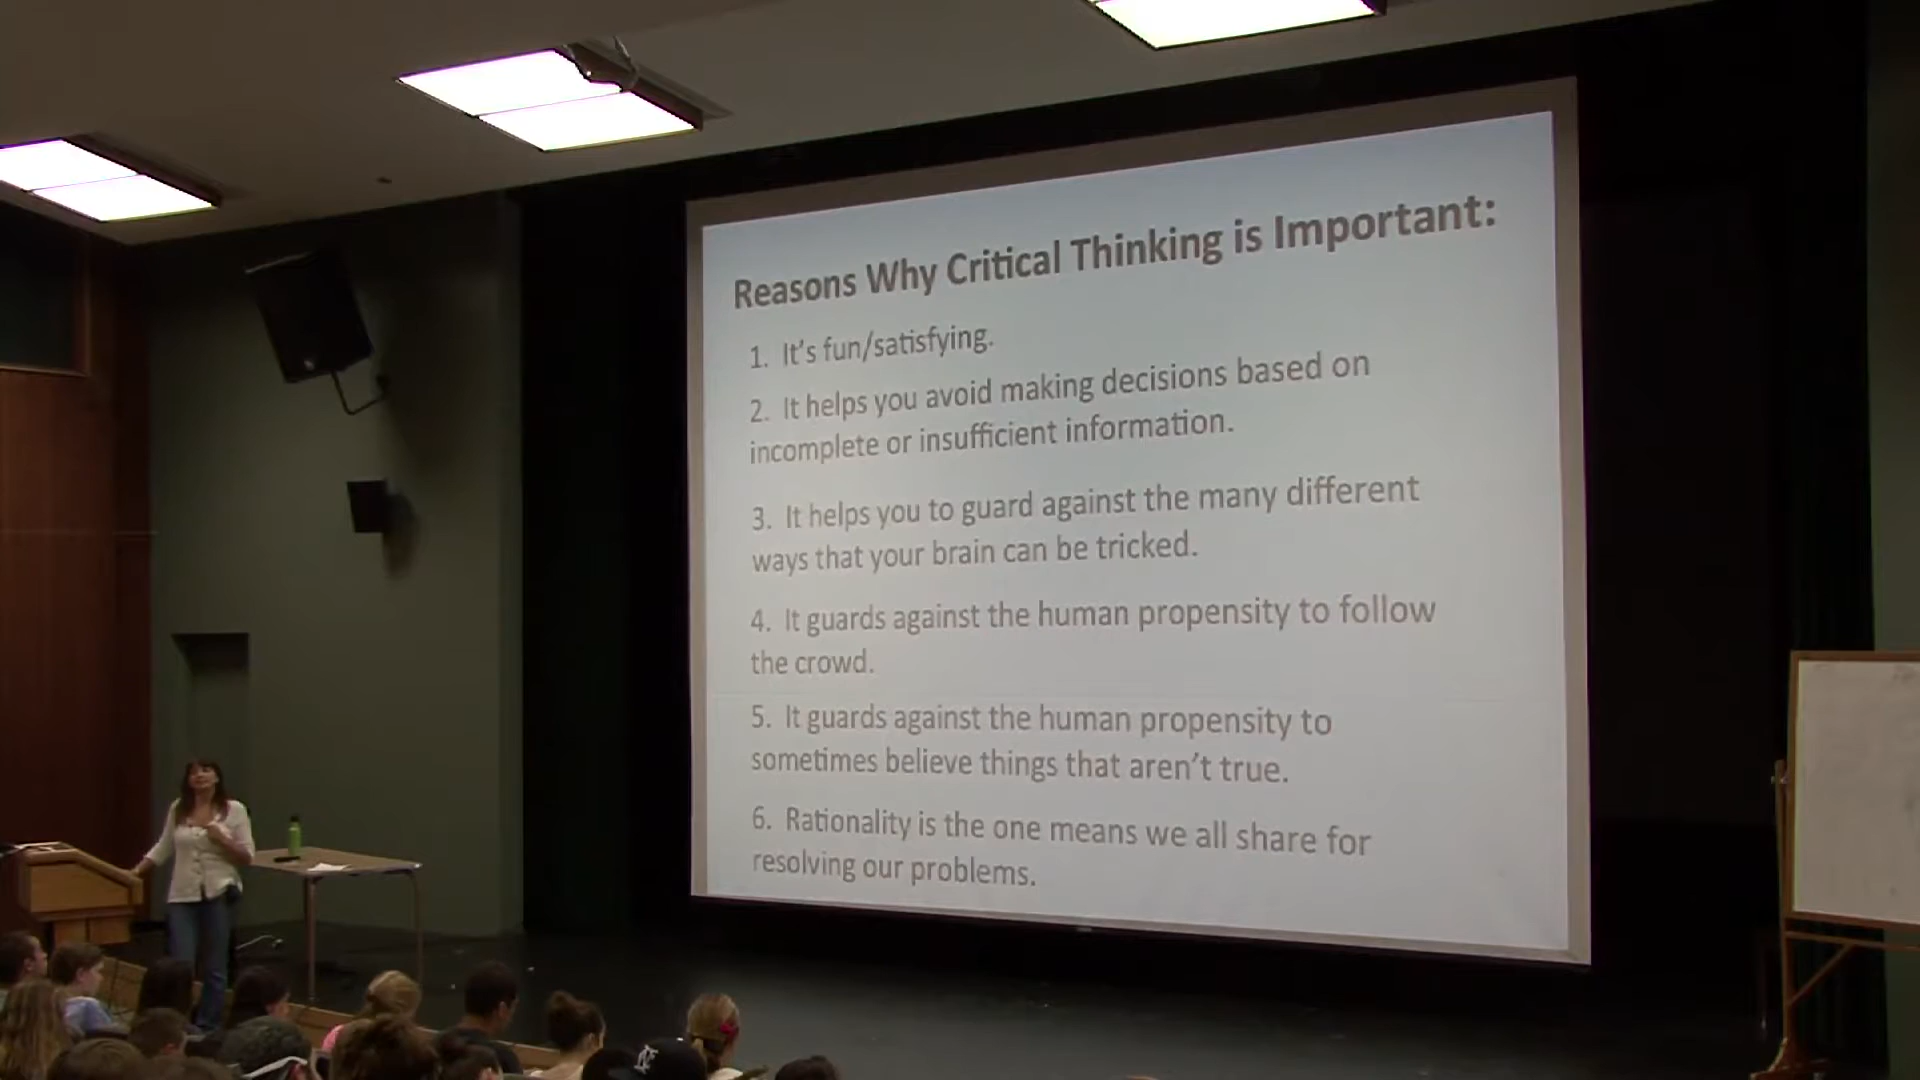 Reasons Why Critical Thinking is Important:
1. It's fun/satisfying.
2. It helps you avoid making decisions based on
incomplete or insufficient information.
3. It helps you to guard against the many different
ways that your brain can be tricked.
4. It guards against the human propensity to follow
the crowd.
5. It guards against the human propensity to
sometimes believe things that aren't true.
6. Rationality is the one means we all share for
resolving our problems.